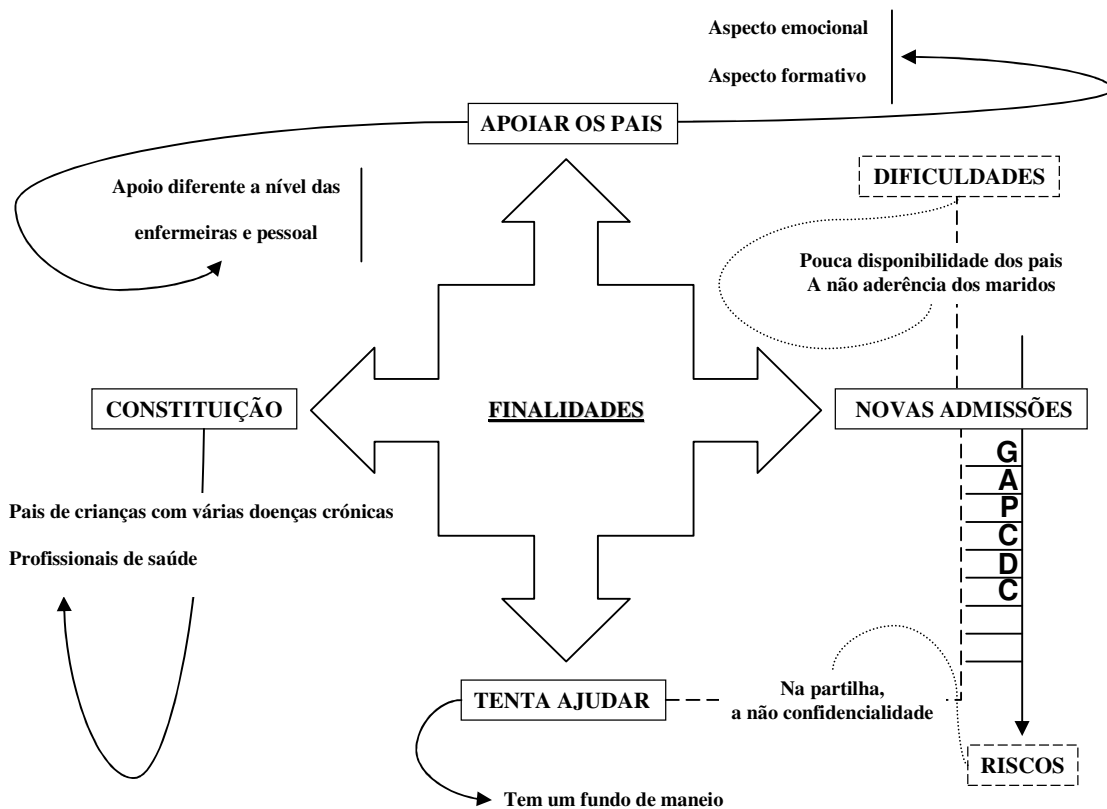 Aspecto emocional
Aspecto formativo
APOIAR OS PAIS
Apoio diferente a nível das
enfermeiras e pessoal
DIFICULDADES
Pouca disponibilidade dos pais
A não aderência dos maridos
CONSTITUIÇÃO
FINALIDADES
NOVAS ADMISSÕES
G
A
P
C
D
C
Pais de crianças com várias doenças crónicas
Profissionais de saúde
TENTA AJUDAR
Na partilha,
a não confidencialidade
RISCOS
Tem um fundo de maneio